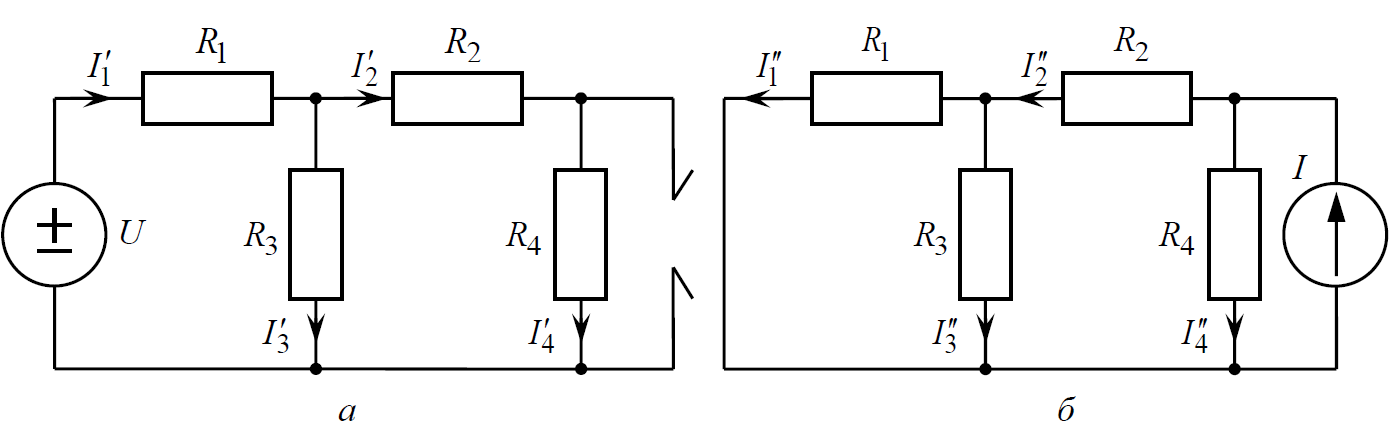 R₁ R₂ R₁ R₂
I′₁ I′₂ I″₁ I″₂
U R₃ R₄ R₃ R₄ I
I′₃ I′₄ I″₃ I″₄
а б